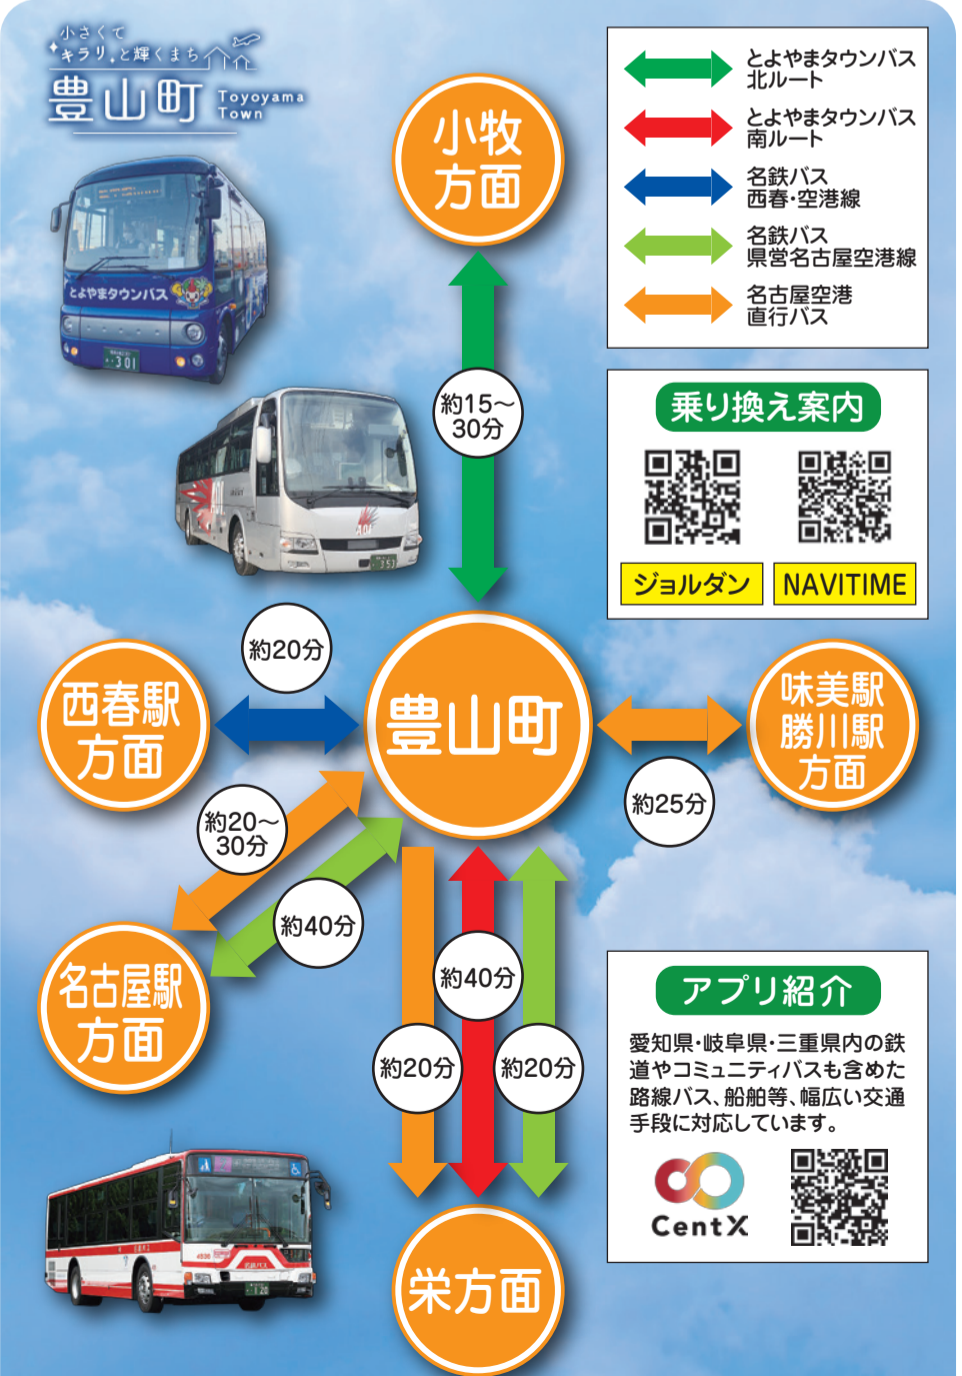 小さくて
キラリと輝くまち
豊山町
Toyoyama
Town
小牧
方面
とよやまタウンバス
北ルート
とよやまタウンバス
南ルート
名鉄バス
西春・空港線
名鉄バス
県営名古屋空港線
名古屋空港
直行バス
とよやまタウンバス
301
約15〜
30分
乗り換え案内
ジョルダン
NAVITIME
AOI
353
約20分
西春駅
方面
豊山町
味美駅
勝川駅
方面
約25分
約20〜
30分
約40分
名古屋駅
方面
約40分
約20分
約20分
アプリ紹介
愛知県・岐阜県・三重県内の鉄
道やコミュニティバスも含めた
路線バス、船舶等、幅広い交通
手段に対応しています。
CentX
名鉄バス
120
栄方面